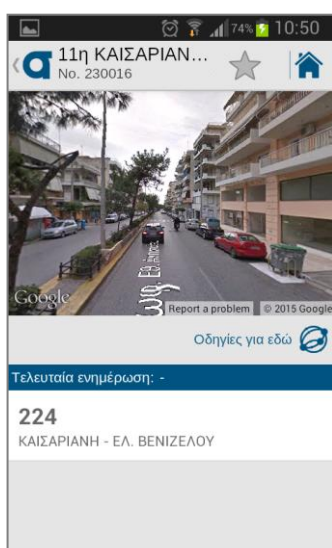 74% 10:50
11η ΚΑΙΣΑΡΙΑΝ...
No. 230016
Google
Report a problem © 2015 Google
Οδηγίες για εδώ
Τελευταία ενημέρωση: -
224
ΚΑΙΣΑΡΙΑΝΗ - ΕΛ. ΒΕΝΙΖΕΛΟΥ